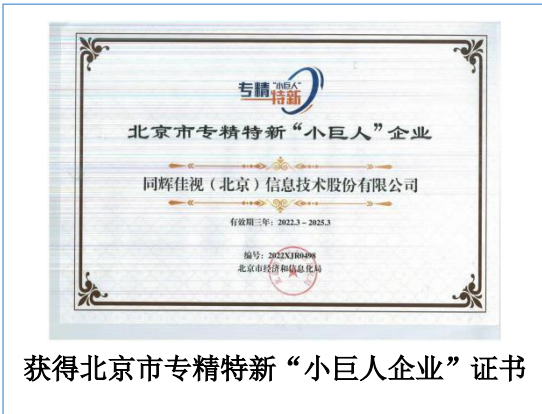 专精
“小巨人”
特新
北京市专精特新“小巨人”企业
同辉佳视（北京）信息技术股份有限公司
有效期三年：2022.3－2025.3
编号：2022XJR0498
北京市经济和信息化局
获得北京市专精特新“小巨人企业”证书